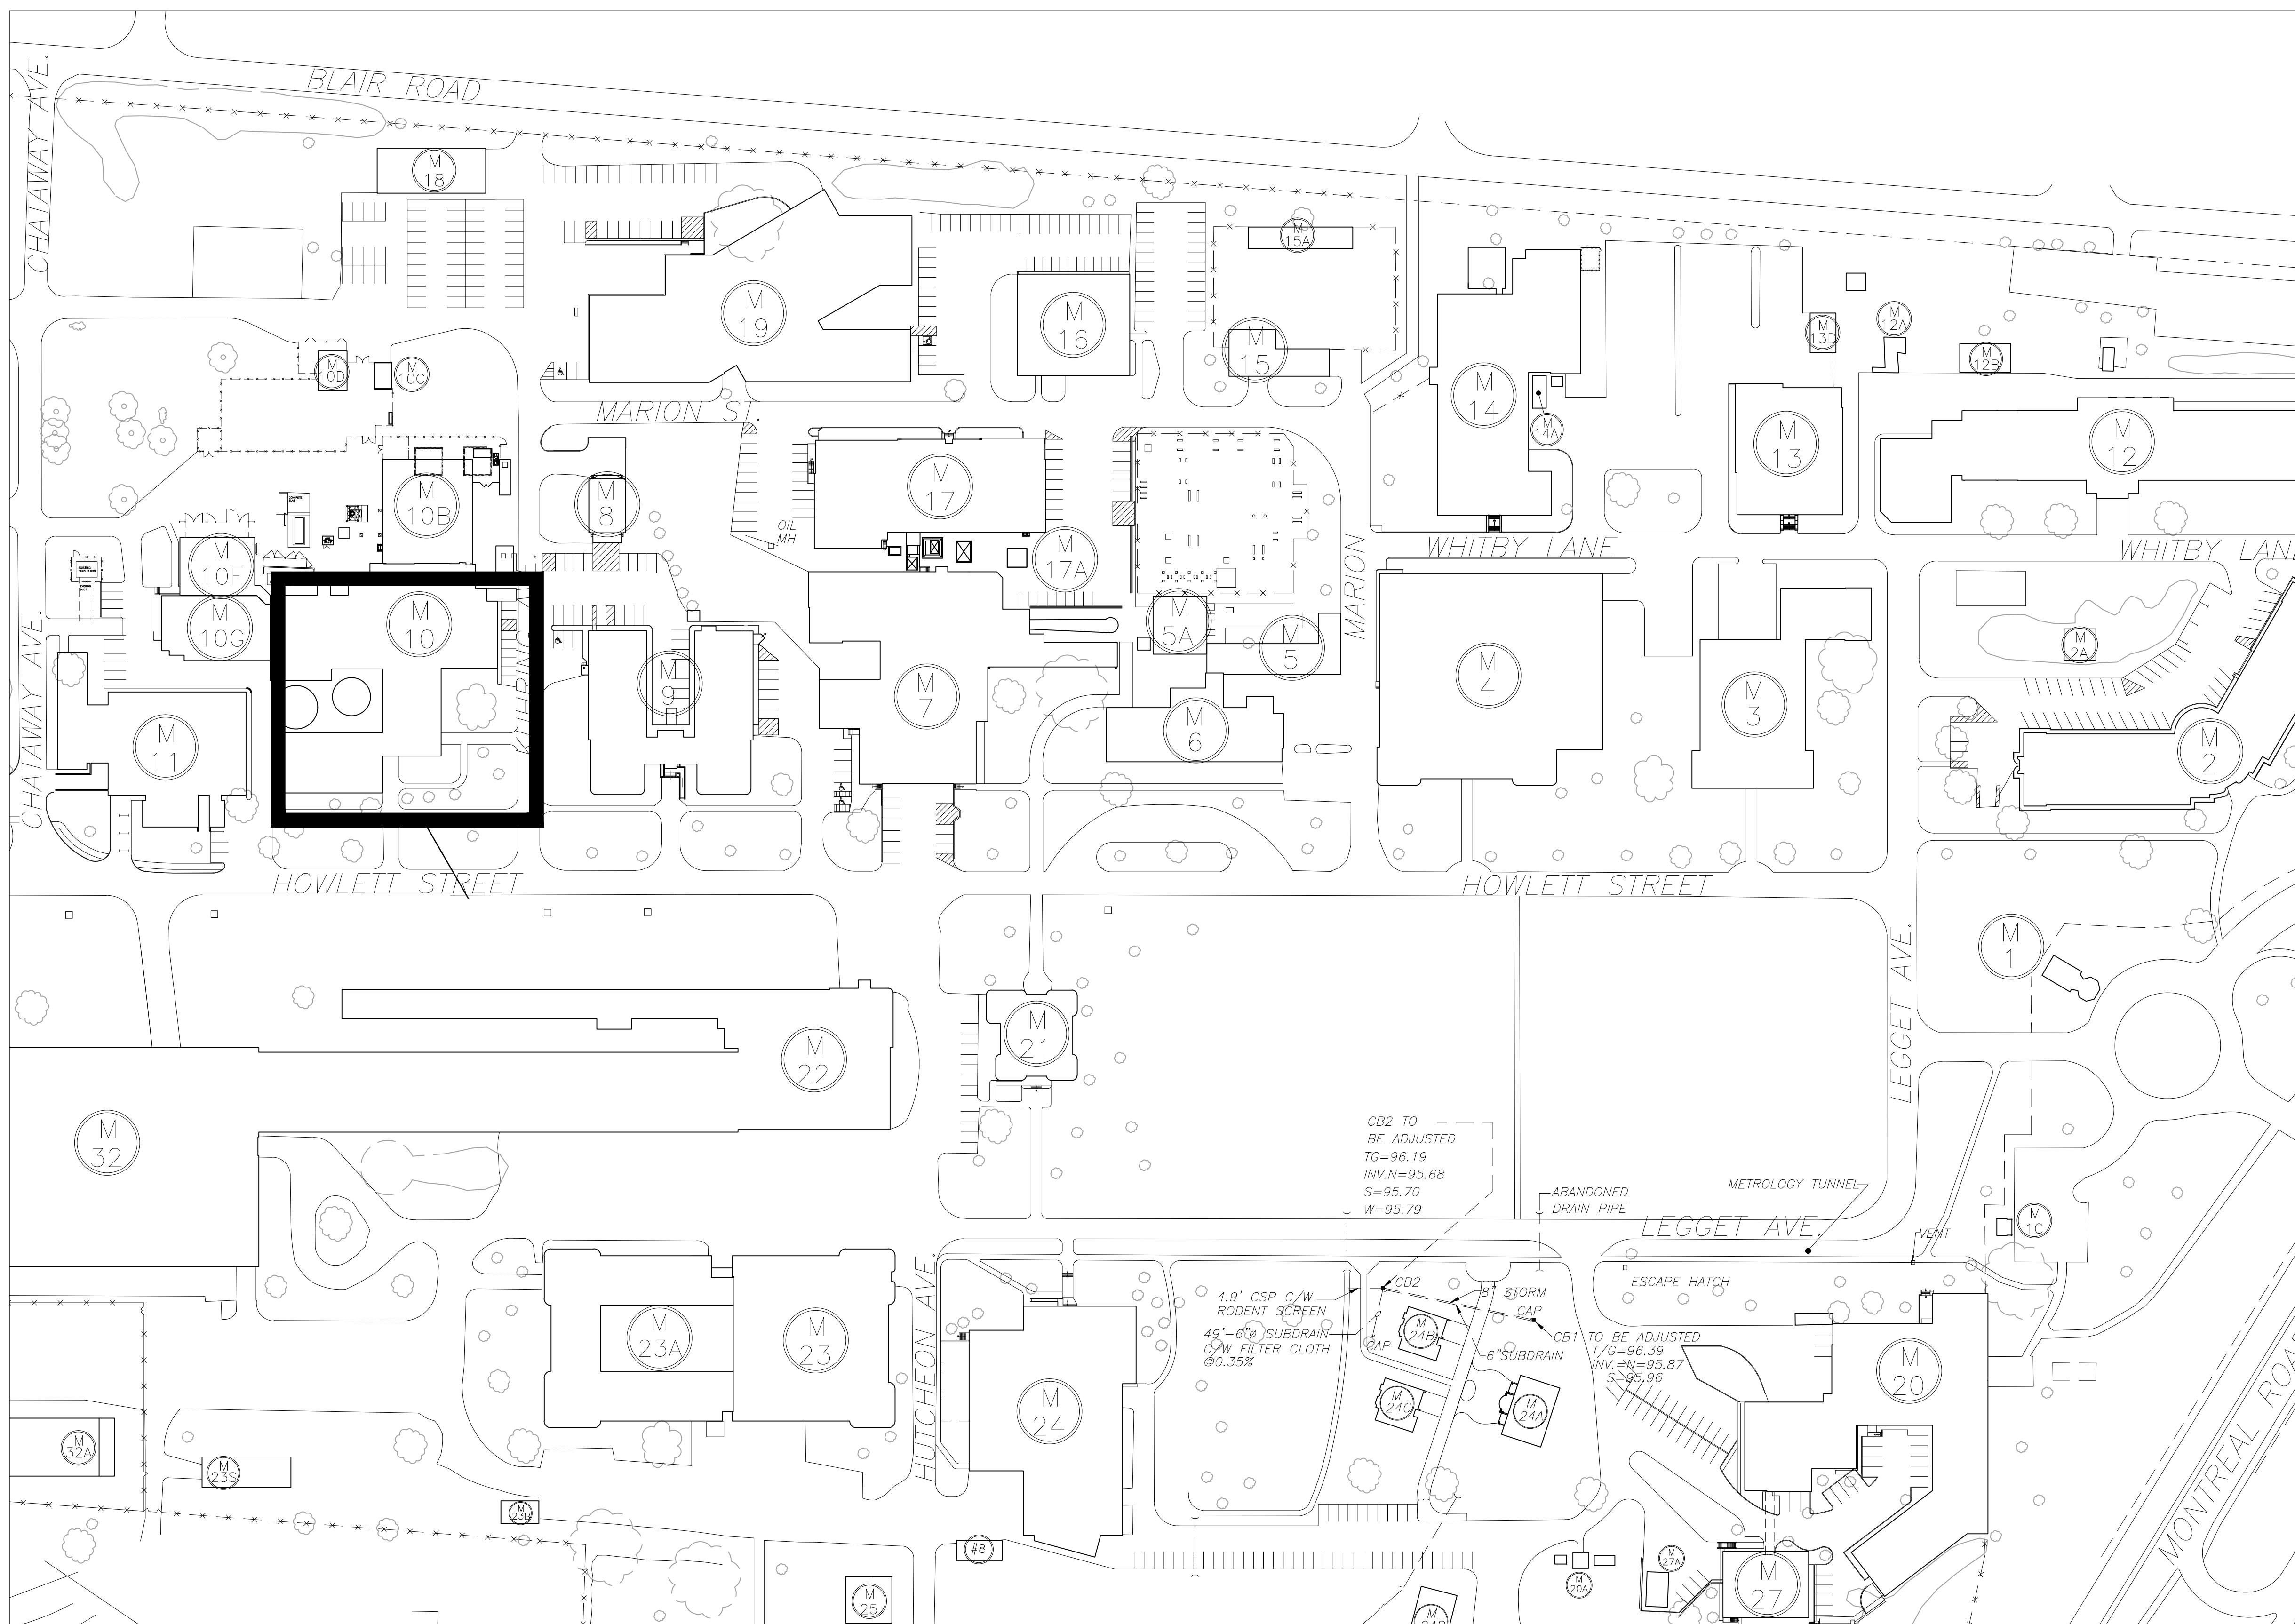 BLAIR ROAD
CHATAWAY AVE.
M
18
M
15A
M
19
M
16
M
15
M
14
M
14A
M
13D
M
12A
M
12B
M
13
M
12
M
10D
M
10C
MARION ST.
M
10B
M
8
M
17
OIL
MH
M
17A
MARION
WHITBY LANE
WHITBY LANE
CONCRETE
SLAB
EXISTING
SUBSTATION
M
10F
M
10G
M
10
M
9
M
7
M
5A
M
5
M
6
M
4
M
3
M
2A
M
2
CHATAWAY AVE.
M
11
HOWLETT STREET
HOWLETT STREET
LEGGET AVE.
M
1
M
22
M
21
M
32
CB2 TO
BE ADJUSTED
TG=96.19
INV.N=95.68
S=95.70
W=95.79
ABANDONED
DRAIN PIPE
METROLOGY TUNNEL
LEGGET AVE.
VENT
M
1C
ESCAPE HATCH
4.9' CSP C/W
RODENT SCREEN
49'-6"ø SUBDRAIN
C/W FILTER CLOTH
@0.35%
CB2
8" STORM
CAP
CAP
6"SUBDRAIN
CB1 TO BE ADJUSTED
T/G=96.39
INV.=N=95.87
S=95.96
M
24B
M
24C
M
24A
M
23A
M
23
HUTCHEON AVE.
M
24
M
20
MONTREAL ROAD
M
32A
M
23S
M
23B
#8
M
25
M
20A
M
27A
M
27